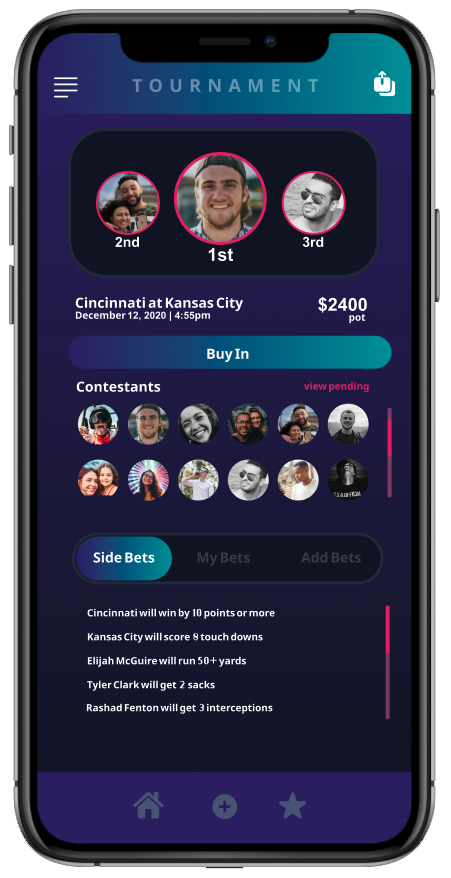 TOURNAMENT
2nd
1st
3rd
Cincinnati at Kansas City
December 12, 2020 | 4:55pm
$2400
pot
Buy In
Contestants
view pending
Side Bets
My Bets
Add Bets
Cincinnati will win by 10 points or more
Kansas City will score 8 touch downs
Elijah McGuire will run 50+ yards
Tyler Clark will get 2 sacks
Rashad Fenton will get 3 interceptions